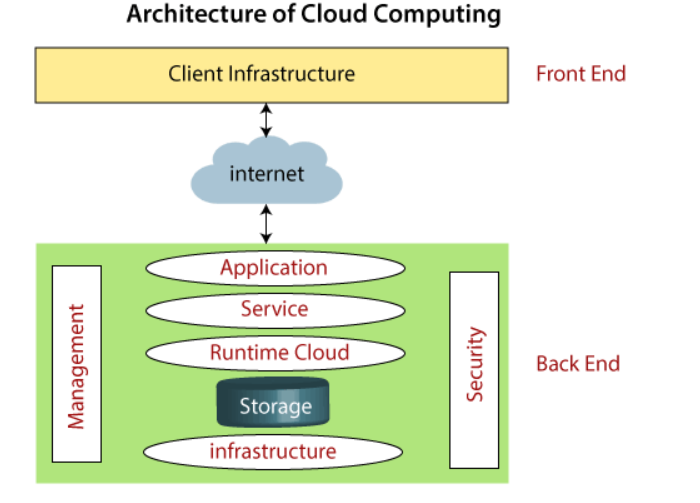 Architecture of Cloud Computing
Client Infrastructure
Front End
internet
Application
Service
Runtime Cloud
Storage
infrastructure
Management
Security
Back End